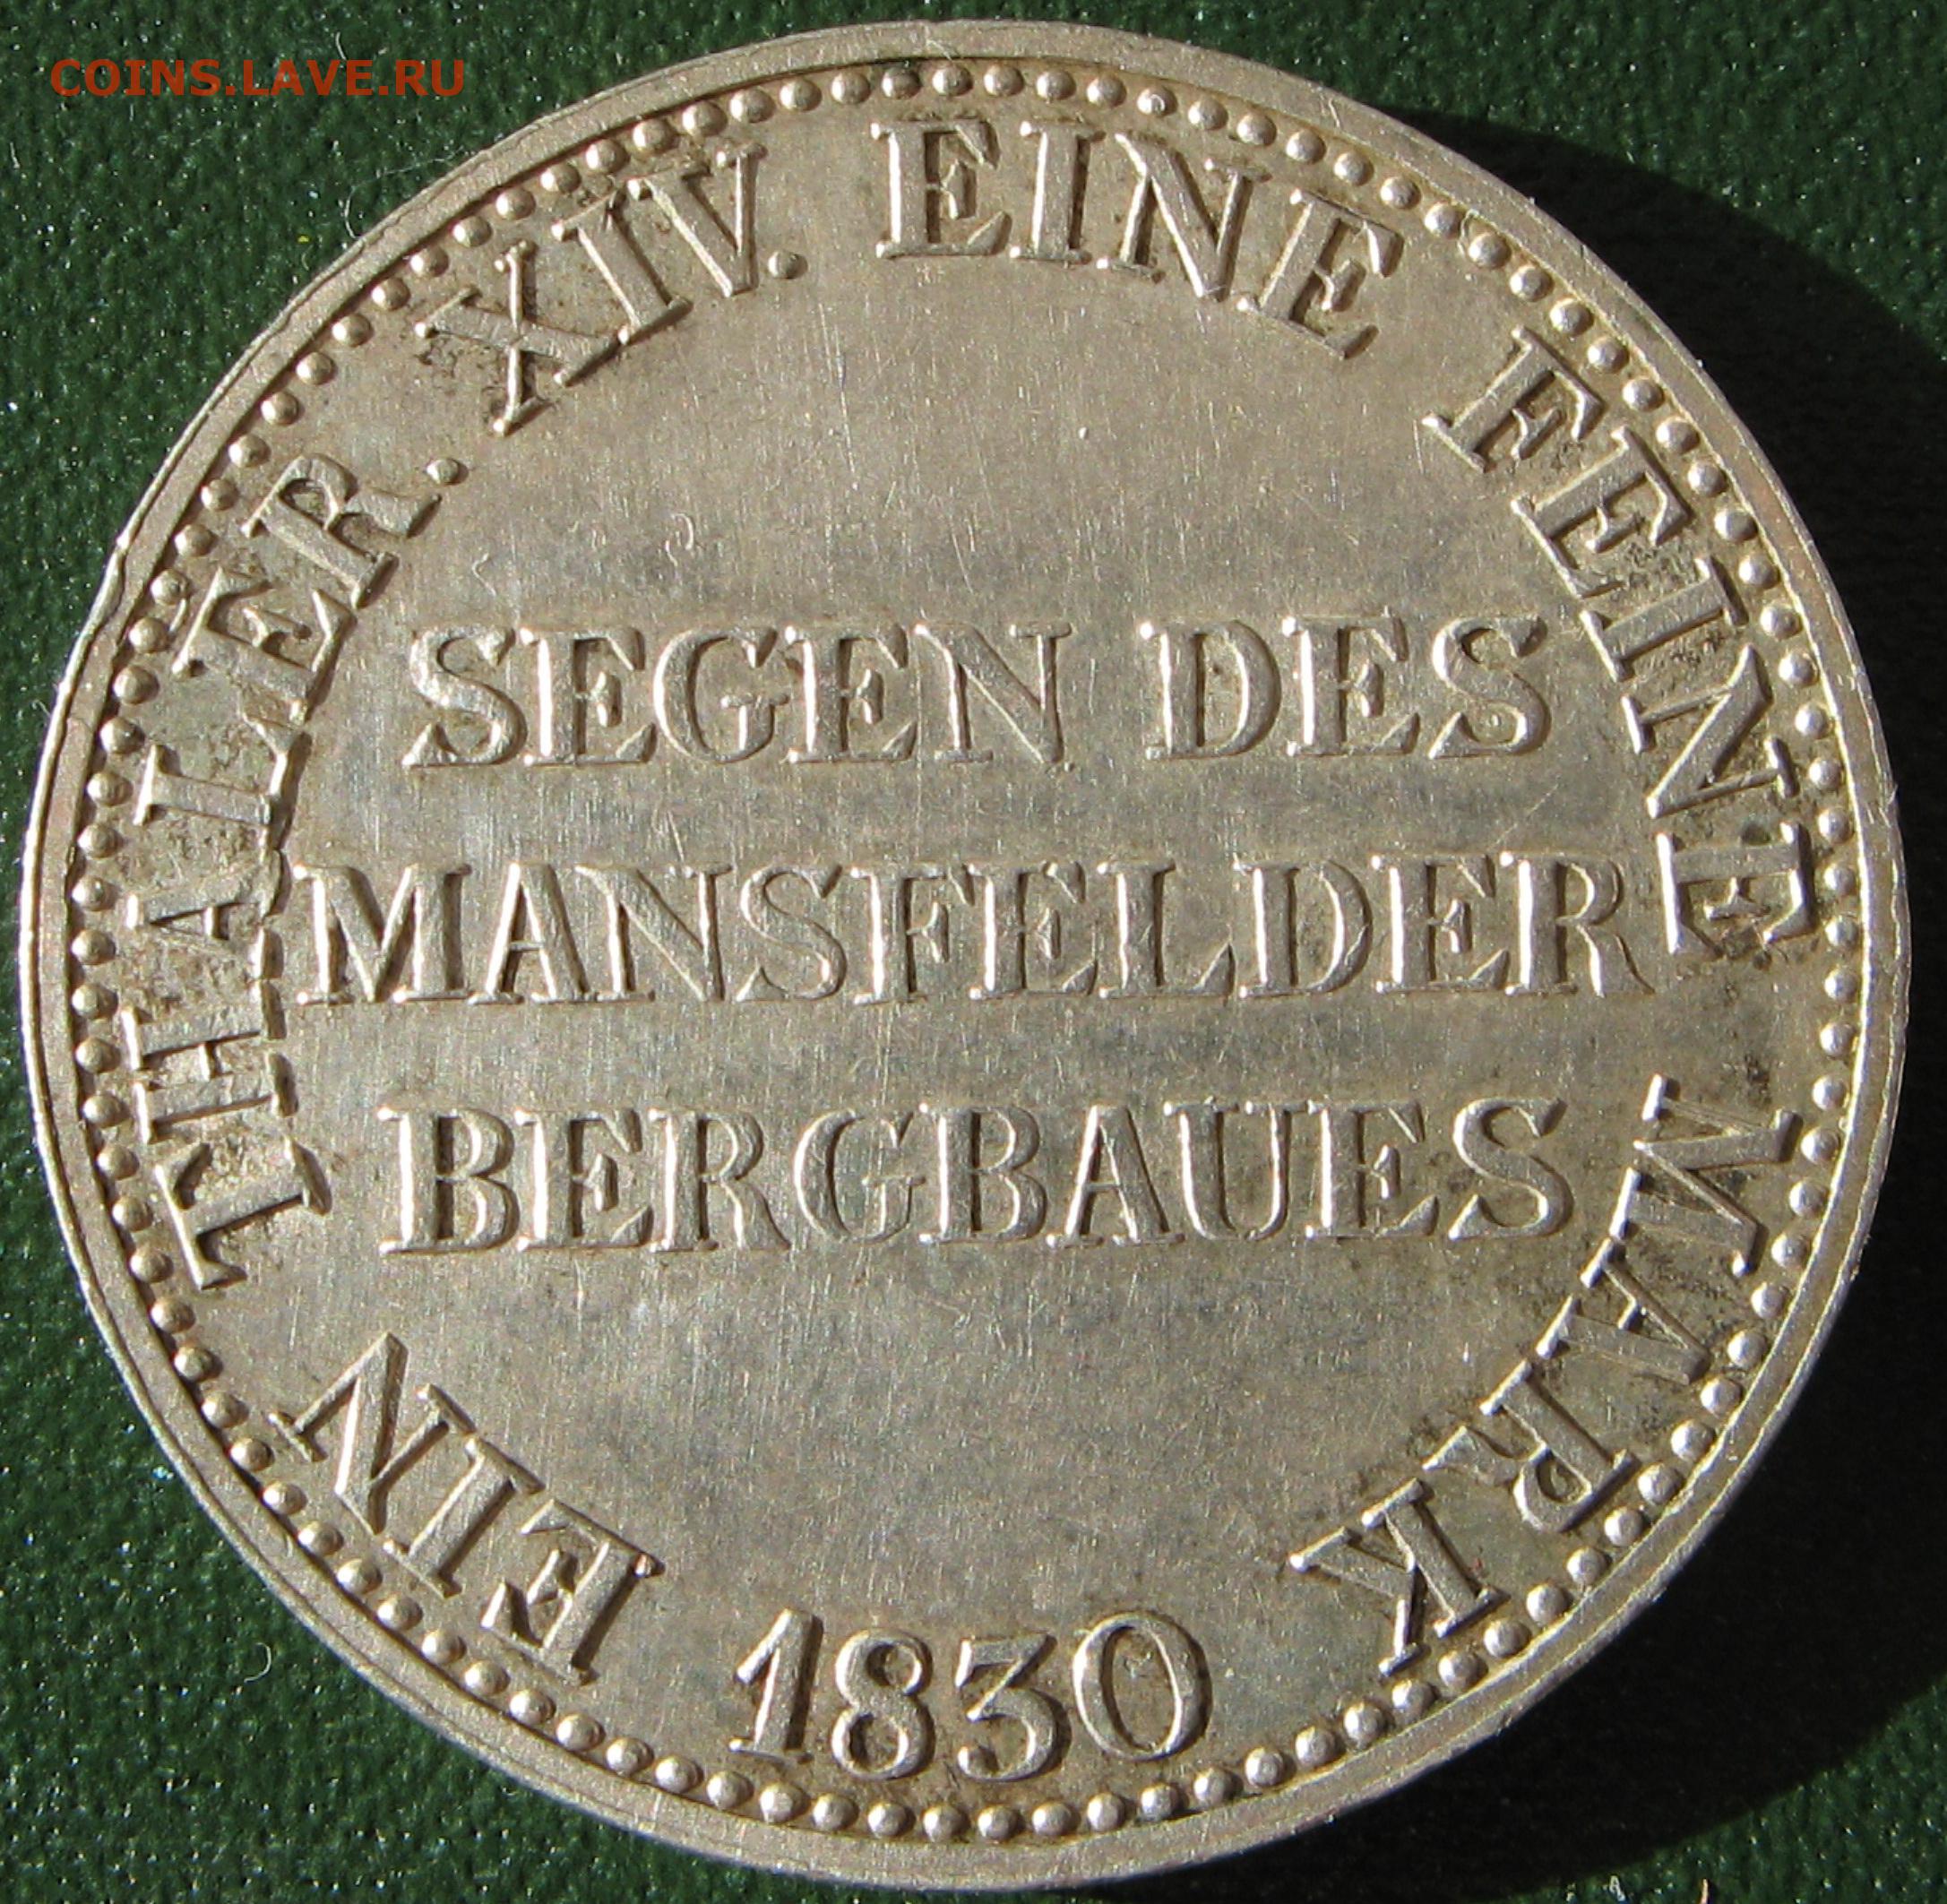 COINS.LAVE.RU
EIN THALER. XIV. EINE FEINE MARK
SEGEN DES
MANSFELDER
BERGBAUES
1830